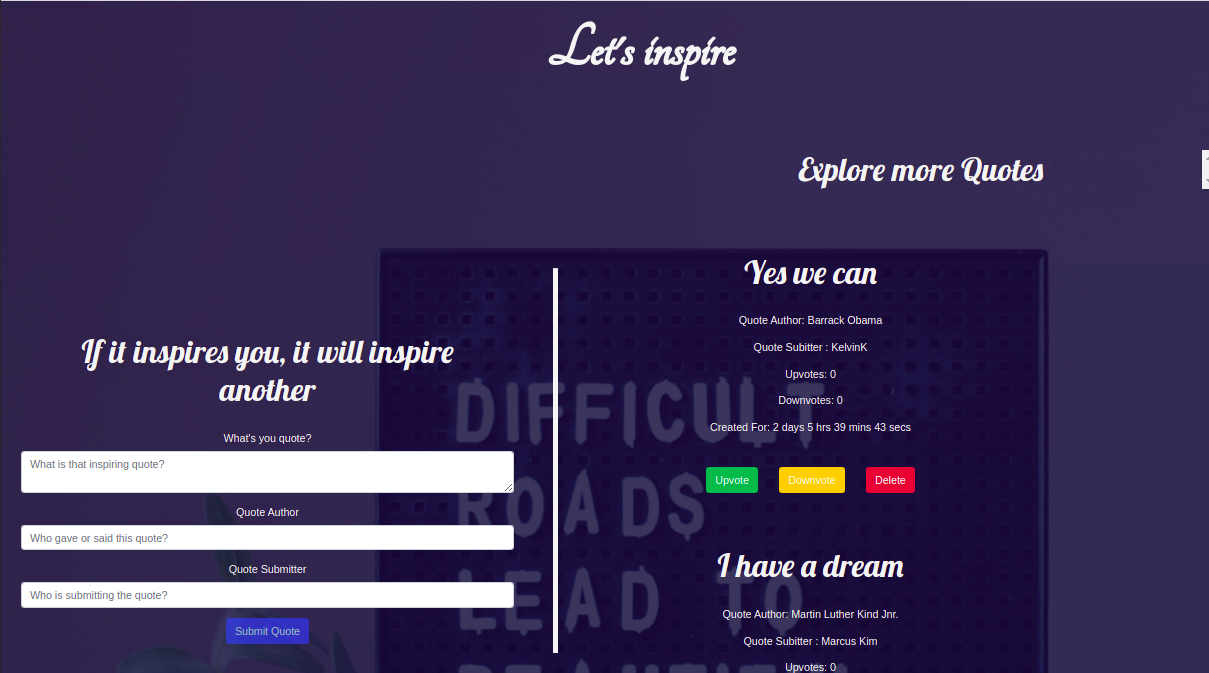 Let's inspire
Explore more Quotes
If it inspires you, it will inspire
another
What's you quote?
What is that inspiring quote?
Quote Author
Who gave or said this quote?
Quote Submitter
Who is submitting the quote?
Submit Quote
Yes we can
Quote Author: Barrack Obama
Quote Subitter : KelvinK
Upvotes: 0
Downvotes: 0
Created For: 2 days 5 hrs 39 mins 43 secs
Upvote Downvote Delete
I have a dream
Quote Author: Martin Luther Kind Jnr.
Quote Subitter : Marcus Kim
Upvotes: 0
DIFFICULT
ROADS
LEAD TO